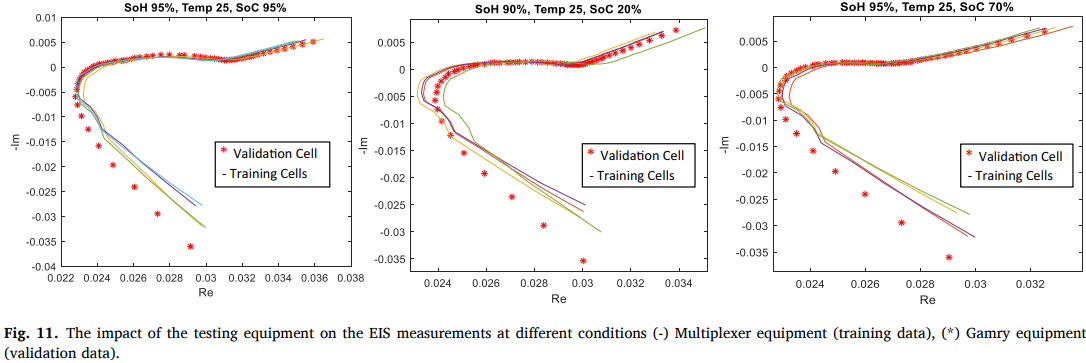 SoH 95%, Temp 25, SoC 95%
0.01
0.005
0
-0.005
-0.01
-0.015
-0.02
-0.025
-0.03
-0.035
-0.04
-Im
0.022
0.024
0.026
0.028
0.03
0.032
0.034
0.036
0.038
Re
* Validation Cell
- Training Cells
SoH 90%, Temp 25, SoC 20%
0.005
0
-0.005
-0.01
-0.015
-0.02
-0.025
-0.03
-0.035
-Im
0.024
0.026
0.028
0.03
0.032
0.034
Re
* Validation Cell
- Training Cells
SoH 95%, Temp 25, SoC 70%
0.005
0
-0.005
-0.01
-0.015
-0.02
-0.025
-0.03
-0.035
-Im
0.024
0.026
0.028
0.03
0.032
Re
* Validation Cell
- Training Cells
Fig. 11. The impact of the testing equipment on the EIS measurements at different conditions (-) Multiplexer equipment (training data), (*) Gamry equipment
(validation data).